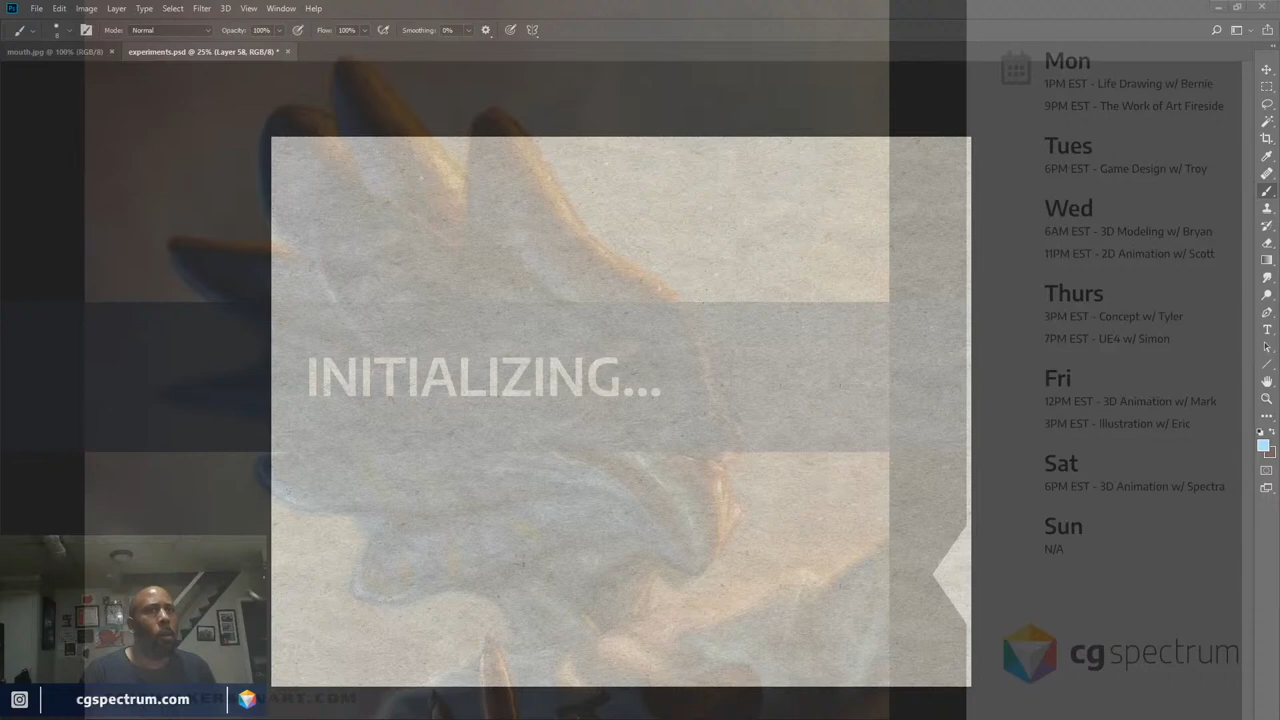 File Edit Image Layer Type Select Filter 3D View Window Help
Mode: Normal Opacity: 100% Flow: 100% Smoothing: 0%
mouth.jpg @ 100% (RGB/8) experiments.psd @ 25% (Layer 58, RGB/8) *
INITIALIZING...
Mon
1PM EST - Life Drawing w/ Bernie
9PM EST - The Work of Art Fireside
Tues
6PM EST - Game Design w/ Troy
Wed
6AM EST - 3D Modeling w/ Bryan
11PM EST - 2D Animation w/ Scott
Thurs
3PM EST - Concept w/ Tyler
7PM EST - UE4 w/ Simon
Fri
12PM EST - 3D Animation w/ Mark
3PM EST - Illustration w/ Eric
Sat
6PM EST - 3D Animation w/ Spectra
Sun
N/A
cg spectrum
cgspectrum.com